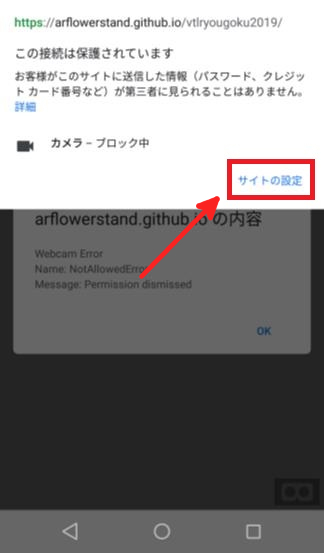 https://arflowerstand.github.io/vtlryougoku2019/
この接続は保護されています
お客様がこのサイトに送信した情報（パスワード、クレジッ
ト カード番号など）が第三者に見られることはありません。
詳細
カメラ – ブロック中
サイトの設定
arflowerstand.github.io の内容
Webcam Error
Name: NotAllowedError
Message: Permission dismissed
OK